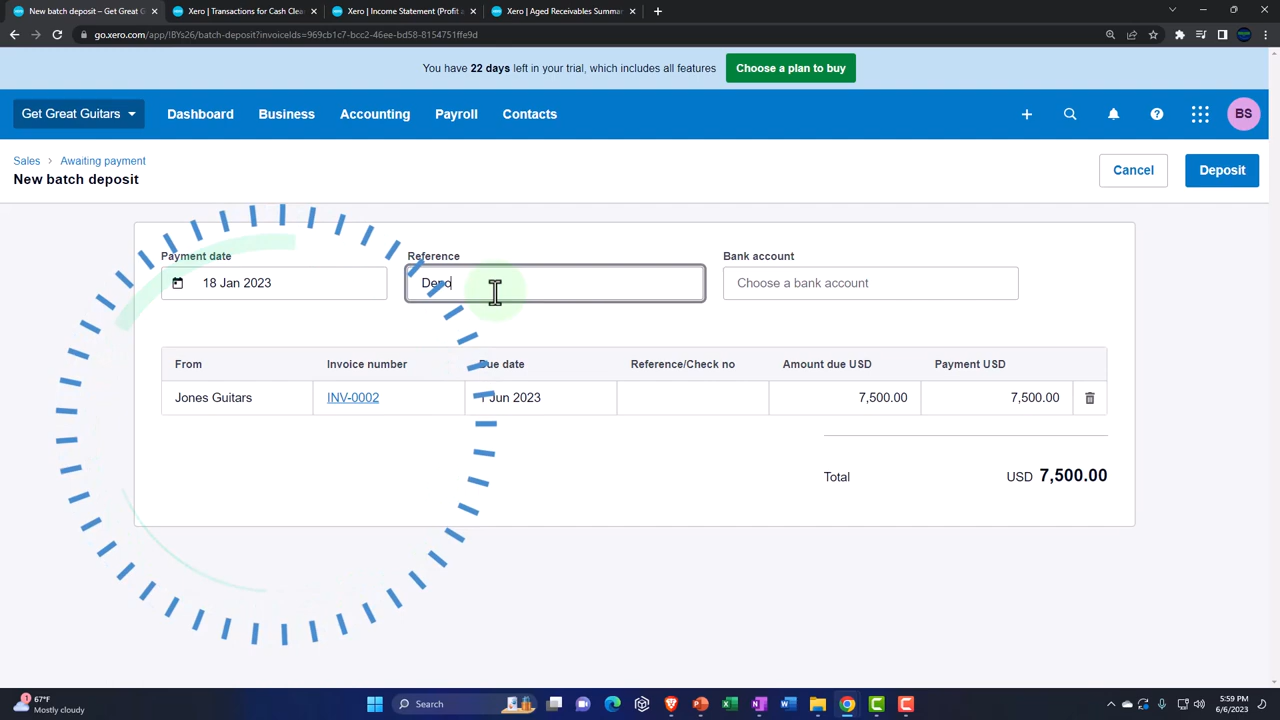 New batch deposit – Get Great G
Xero | Transactions for Cash Clea
Xero | Income Statement (Profit a
Xero | Aged Receivables Summar
go.xero.com/app/!8Ys26/batch-deposit?invoiceIds=969cb1c7-bcc2-46ee-bd58-8154751ffe9d
You have 22 days left in your trial, which includes all features
Choose a plan to buy
Get Great Guitars
Dashboard
Business
Accounting
Payroll
Contacts
BS
Sales > Awaiting payment
New batch deposit
Cancel
Deposit
Payment date
Reference
Bank account
18 Jan 2023
Depo
Choose a bank account
From Invoice number Due date Reference/Check no Amount due USD Payment USD
Jones Guitars INV-0002 1 Jun 2023 7,500.00 7,500.00
Total USD 7,500.00
67°F
Mostly cloudy
Search
5:59 PM
6/6/2023